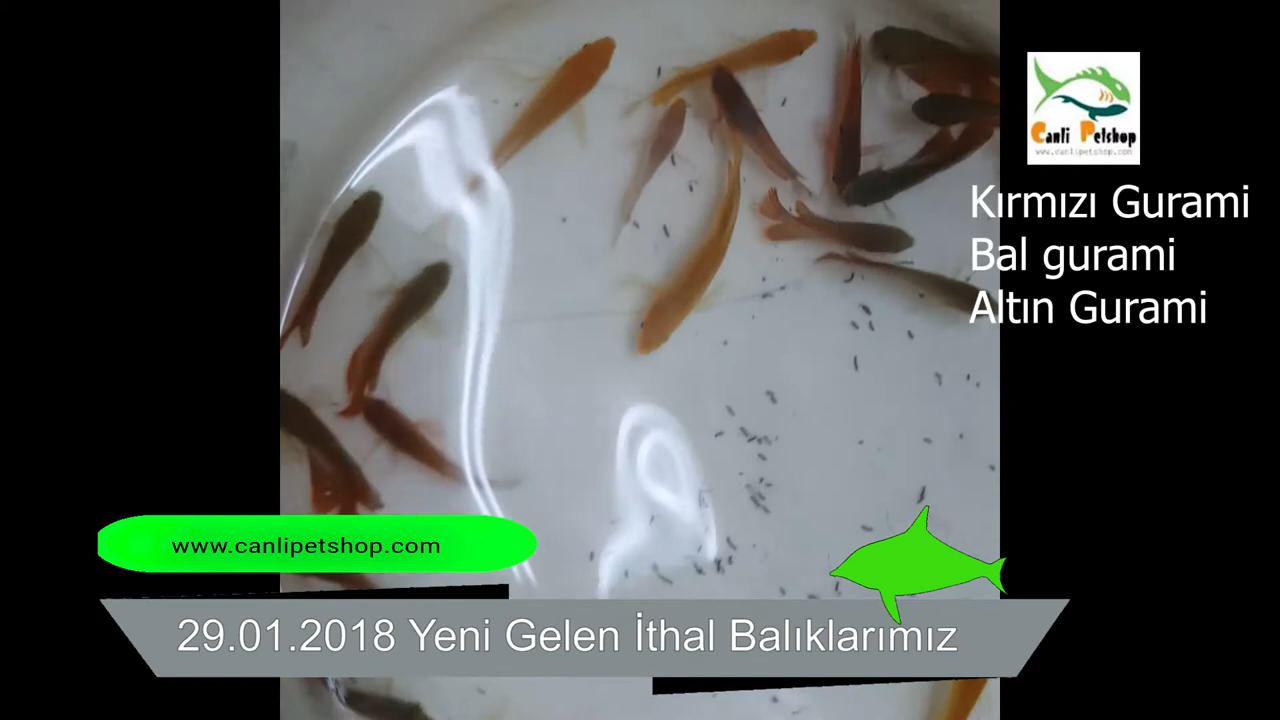 Canli Petshop
www.canlipetshop.com
Kırmızı Gurami
Bal gurami
Altın Gurami
www.canlipetshop.com
29.01.2018 Yeni Gelen İthal Balıklarımız